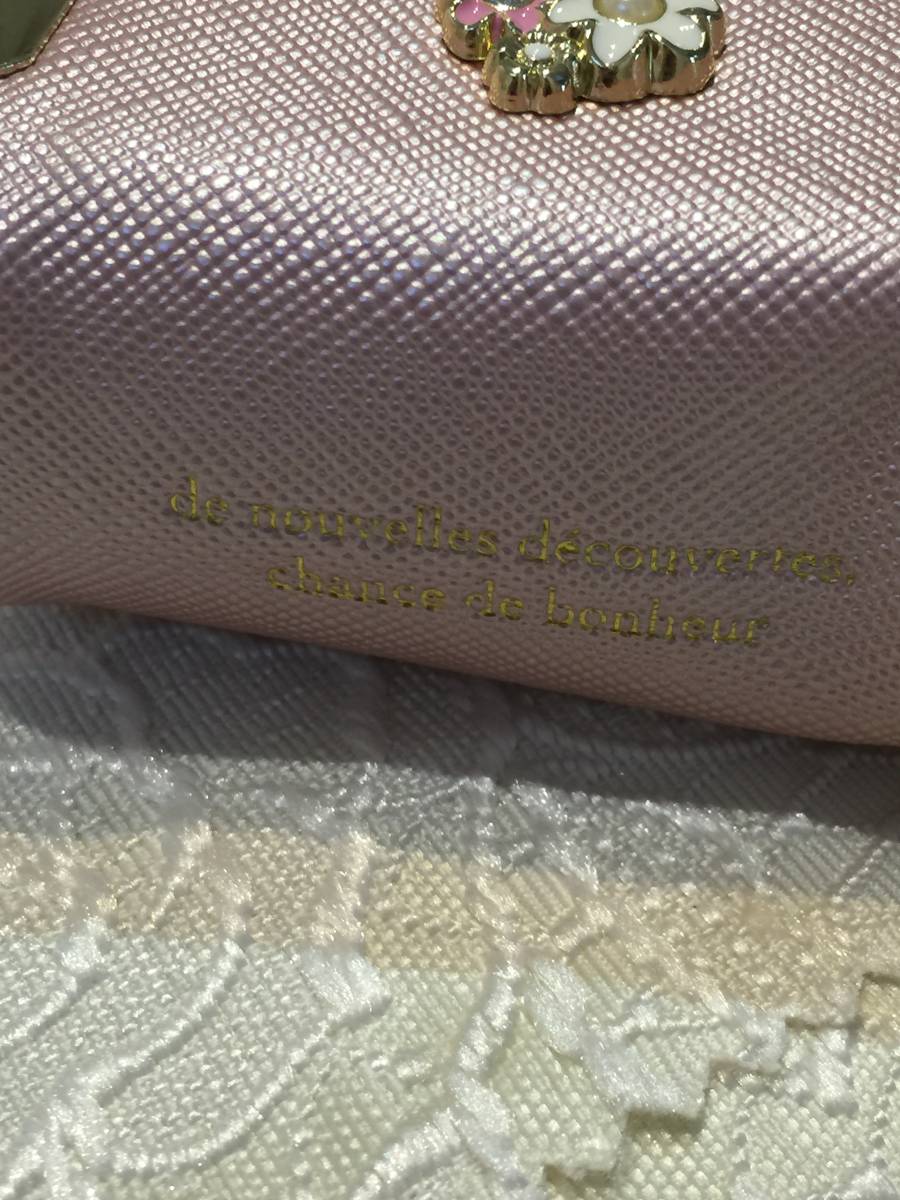 de nouvelles découvertes,
chance de bonheur